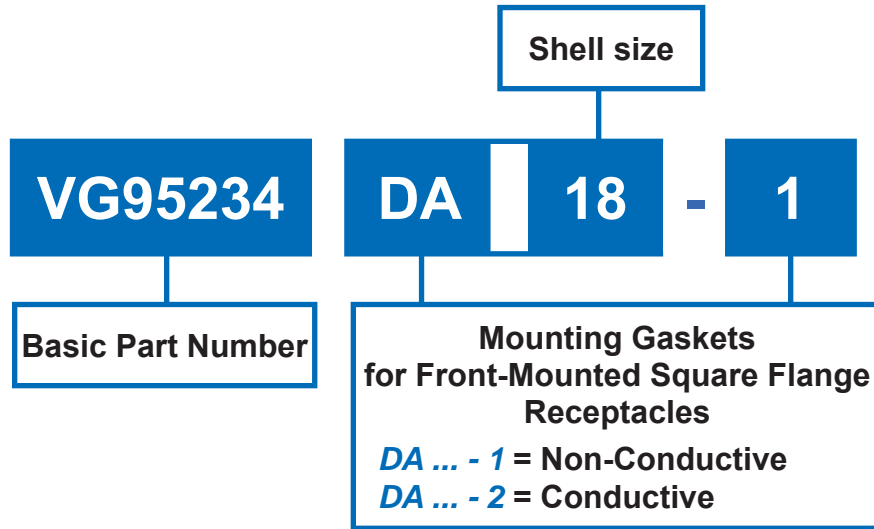 Shell size
VG95234 DA 18 - 1
Basic Part Number
Mounting Gaskets
for Front-Mounted Square Flange
Receptacles
DA ... - 1 = Non-Conductive
DA ... - 2 = Conductive